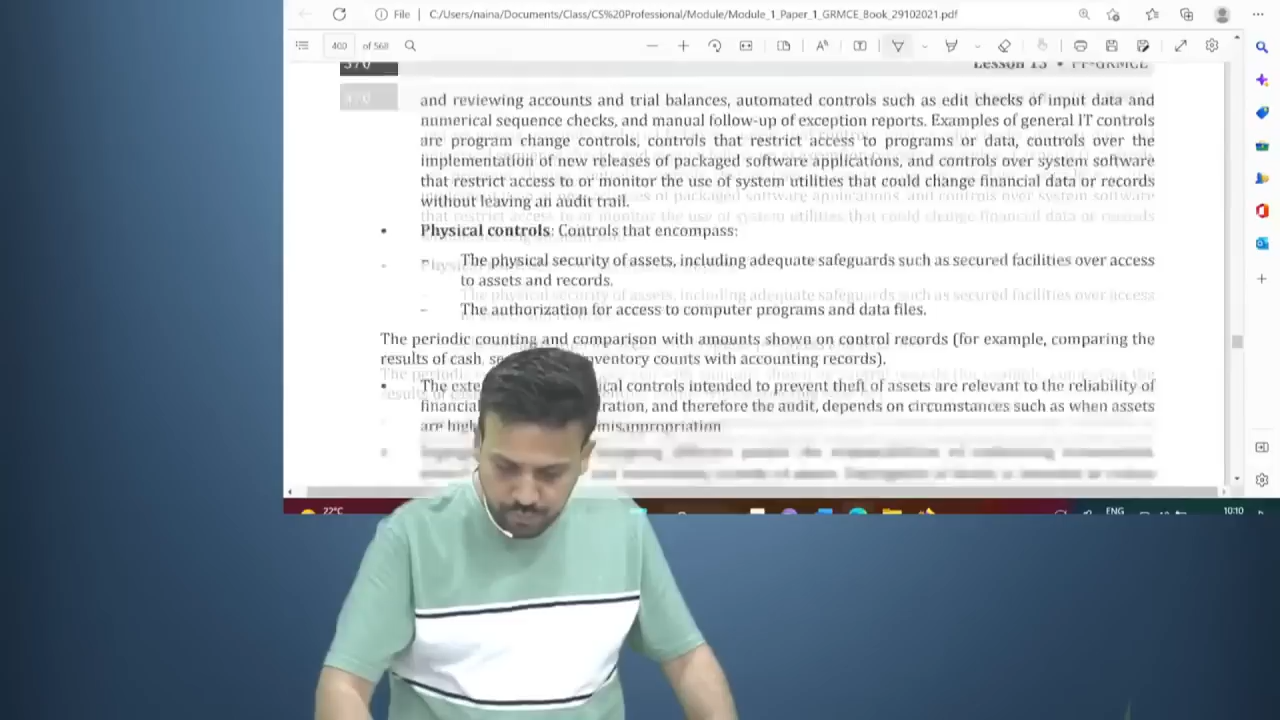 File C:/Users/naina/Documents/Class/CS%20Professional/Module/Module_1_Paper_1_GRMCE_Book_29102021.pdf
400 of 568
370 Lesson 13 • PP-GRMCE
and reviewing accounts and trial balances, automated controls such as edit checks of input data and
numerical sequence checks, and manual follow-up of exception reports. Examples of general IT controls
are program change controls, controls that restrict access to programs or data, controls over the
implementation of new releases of packaged software applications, and controls over system software
that restrict access to or monitor the use of system utilities that could change financial data or records
without leaving an audit trail.
• Physical controls: Controls that encompass:
– The physical security of assets, including adequate safeguards such as secured facilities over access
to assets and records.
– The authorization for access to computer programs and data files.
The periodic counting and comparison with amounts shown on control records (for example, comparing the
results of cash, inventory counts with accounting records).
• The controls intended to prevent theft of assets are relevant to the reliability of
financial and therefore the audit, depends on circumstances such as when assets
are misappropriation
22°C ENG 10:10